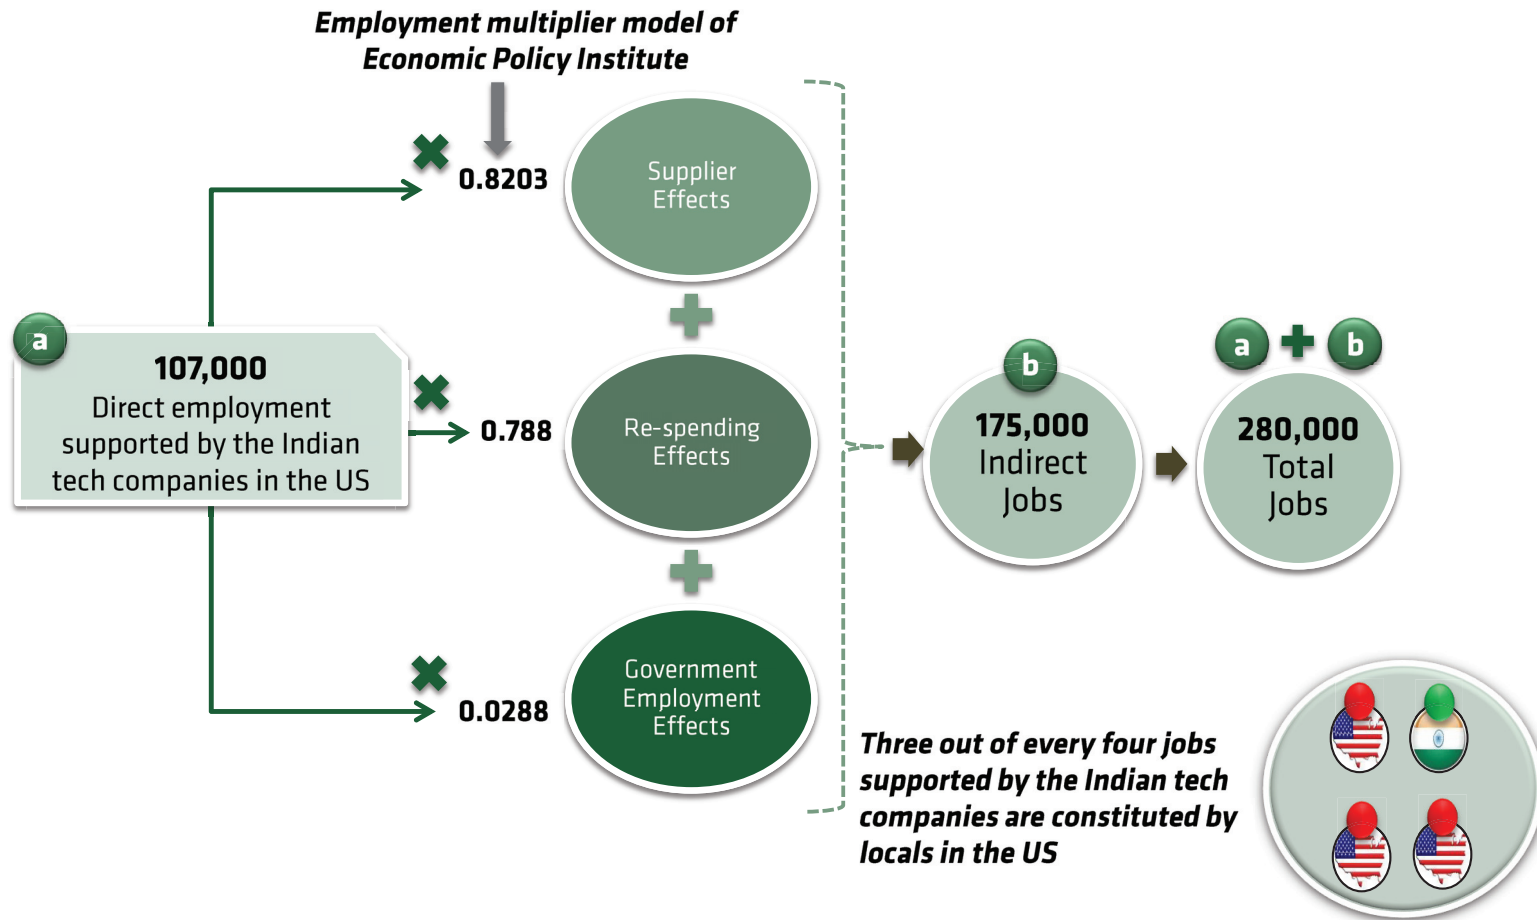 Employment multiplier model of
Economic Policy Institute
0.8203
Supplier
Effects
a
107,000
Direct employment
supported by the Indian
tech companies in the US
0.788
Re-spending
Effects
b
175,000
Indirect
Jobs
a + b
280,000
Total
Jobs
0.0288
Government
Employment
Effects
Three out of every four jobs
supported by the Indian tech
companies are constituted by
locals in the US